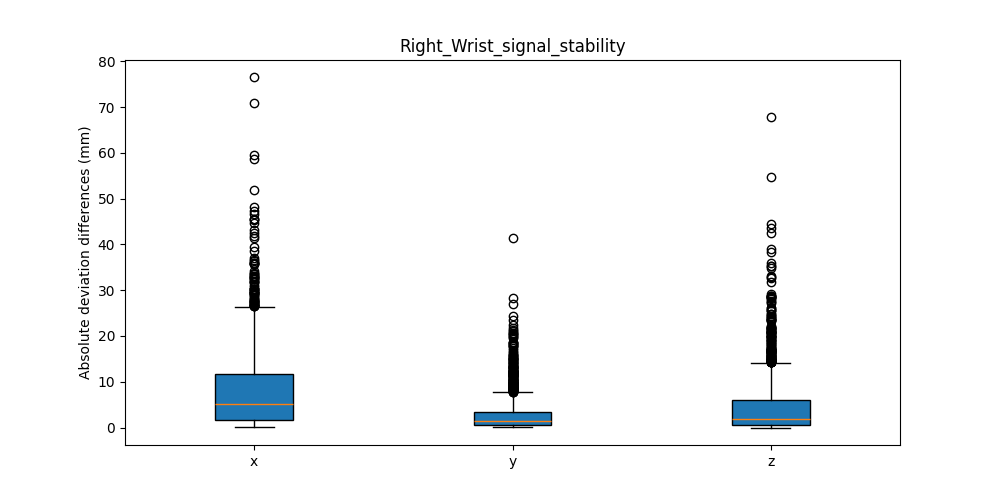 Right_Wrist_signal_stability
Absolute deviation differences (mm)
80
70
60
50
40
30
20
10
0
x
y
z